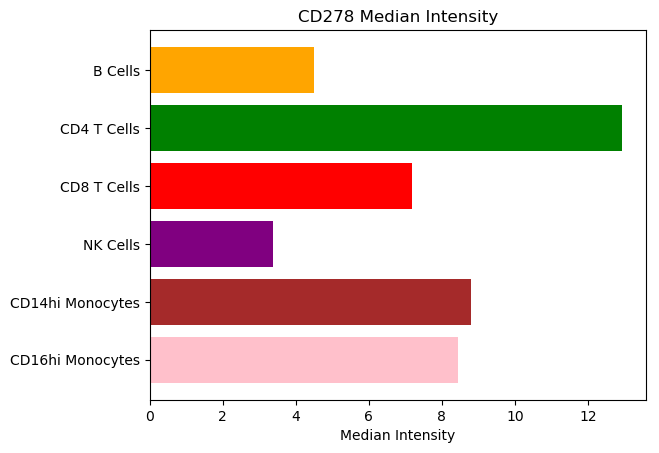 CD278 Median Intensity
B Cells
CD4 T Cells
CD8 T Cells
NK Cells
CD14hi Monocytes
CD16hi Monocytes
0 2 4 6 8 10 12
Median Intensity